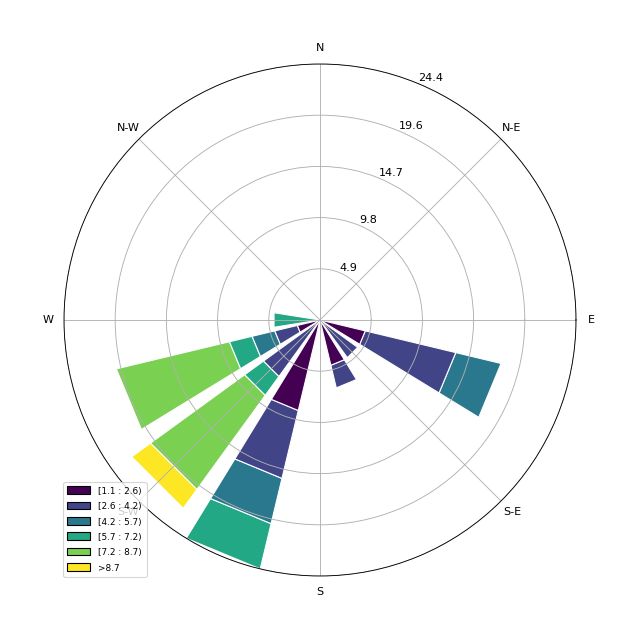 N
24.4
N-W
19.6
N-E
14.7
9.8
4.9
W
E
[1.1 : 2.6)
[2.6 : 4.2)
[4.2 : 5.7)
[5.7 : 7.2)
[7.2 : 8.7)
>8.7
S-W
S-E
S